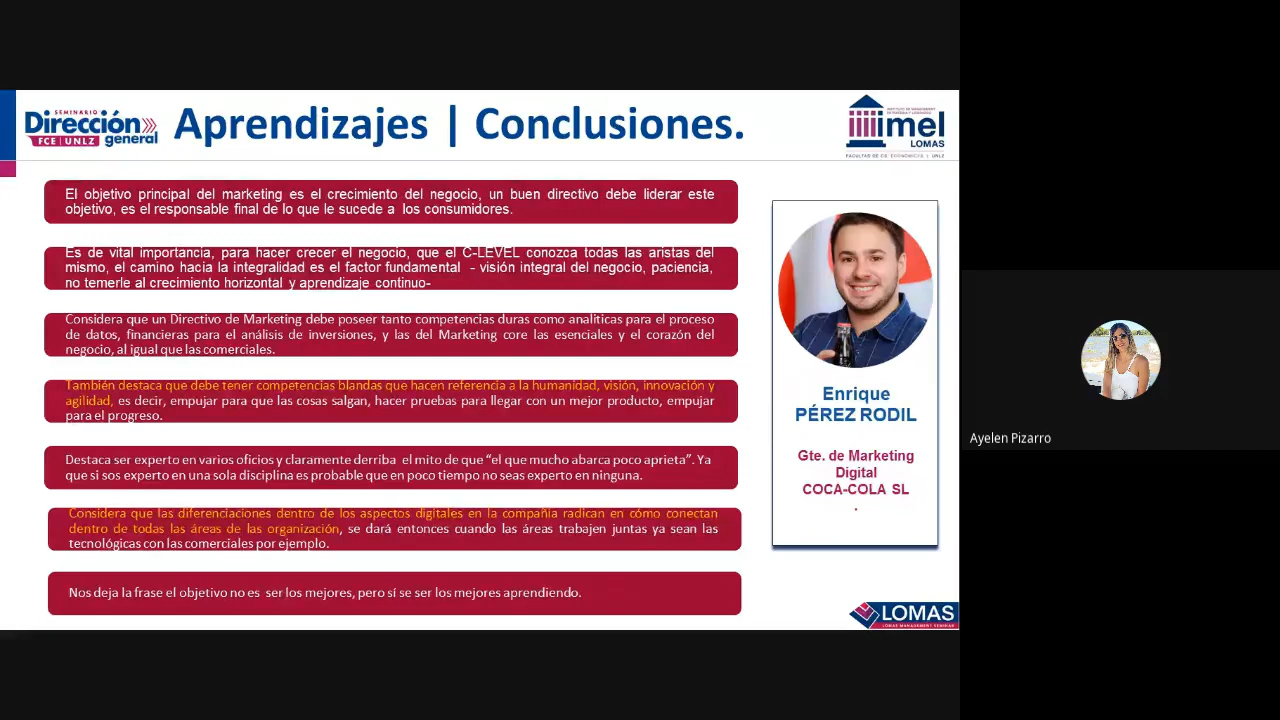 SEMINARIO
Dirección
general
FCE | UNLZ
Aprendizajes | Conclusiones.
imel
LOMAS
El objetivo principal del marketing es el crecimiento del negocio, un buen directivo debe liderar este
objetivo, es el responsable final de lo que le sucede a los consumidores.
Es de vital importancia, para hacer crecer el negocio, que el C-LEVEL conozca todas las aristas del
mismo, el camino hacia la integralidad es el factor fundamental - visión integral del negocio, paciencia,
no temerle al crecimiento horizontal y aprendizaje continuo-
Considera que un Directivo de Marketing debe poseer tanto competencias duras como analíticas para el proceso
de datos, financieras para el análisis de inversiones, y las del Marketing core las esenciales y el corazón del
negocio, al igual que las comerciales.
También destaca que debe tener competencias blandas que hacen referencia a la humanidad, visión, innovación y
agilidad, es decir, empujar para que las cosas salgan, hacer pruebas para llegar con un mejor producto, empujar
para el progreso.
Destaca ser experto en varios oficios y claramente derriba el mito de que “el que mucho abarca poco aprieta”. Ya
que si sos experto en una sola disciplina es probable que en poco tiempo no seas experto en ninguna.
Considera que las diferenciaciones dentro de los aspectos digitales en la compañía radican en cómo conectan
dentro de todas las áreas de las organización, se dará entonces cuando las áreas trabajen juntas ya sean las
tecnológicas con las comerciales por ejemplo.
Nos deja la frase el objetivo no es ser los mejores, pero sí se ser los mejores aprendiendo.
Enrique
PÉREZ RODIL
Gte. de Marketing
Digital
COCA-COLA SL
.
LOMAS
LOMAS MANAGEMENT SEMINAR
Ayelen Pizarro